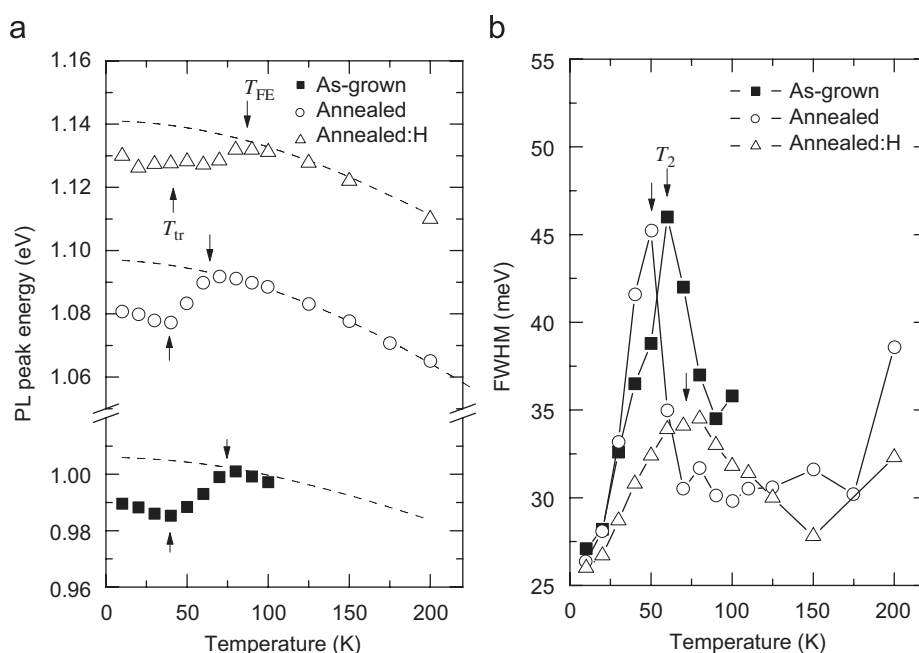 a
PL peak energy (eV)
1.16
1.14
1.12
1.10
1.08
1.06
1.00
0.98
0.96
As-grown
Annealed
Annealed:H
T_FE
T_tr
0 50 100 150 200
Temperature (K)
b
FWHM (meV)
55
50
45
40
35
30
25
As-grown
Annealed
Annealed:H
T_2
0 50 100 150 200
Temperature (K)